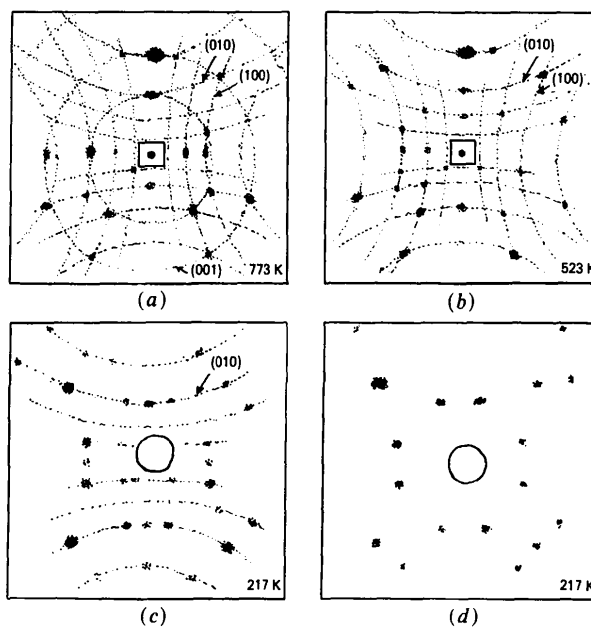 (010)
(100)
(001)
773 K
(a)
(010)
(100)
523 K
(b)
(010)
217 K
(c)
217 K
(d)